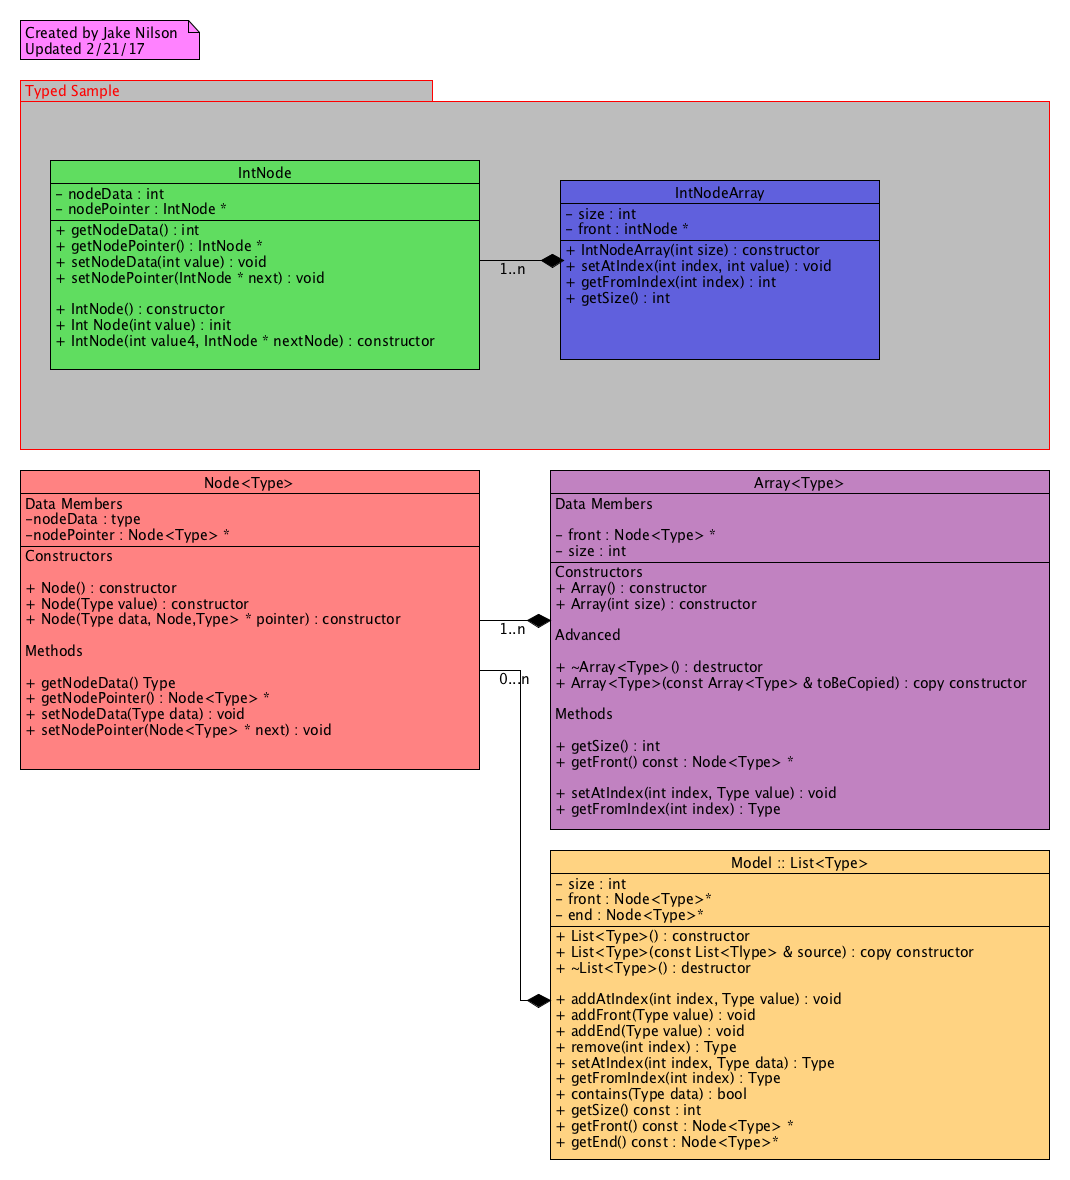 Created by Jake Nilson
Updated 2/21/17
Typed Sample
IntNode
- nodeData : int
- nodePointer : IntNode *
+ getNodeData() : int
+ getNodePointer() : IntNode *
+ setNodeData(int value) : void
+ setNodePointer(IntNode * next) : void
+ IntNode() : constructor
+ Int Node(int value) : init
+ IntNode(int value4, IntNode * nextNode) : constructor
1..n
IntNodeArray
- size : int
- front : intNode *
+ IntNodeArray(int size) : constructor
+ setAtIndex(int index, int value) : void
+ getFromIndex(int index) : int
+ getSize() : int
Node<Type>
Data Members
-nodeData : type
-nodePointer : Node<Type> *
Constructors
+ Node() : constructor
+ Node(Type value) : constructor
+ Node(Type data, Node,Type> * pointer) : constructor
Methods
+ getNodeData() Type
+ getNodePointer() : Node<Type> *
+ setNodeData(Type data) : void
+ setNodePointer(Node<Type> * next) : void
1..n
0...n
Array<Type>
Data Members
- front : Node<Type> *
- size : int
Constructors
+ Array() : constructor
+ Array(int size) : constructor
Advanced
+ ~Array<Type>() : destructor
+ Array<Type>(const Array<Type> & toBeCopied) : copy constructor
Methods
+ getSize() : int
+ getFront() const : Node<Type> *
+ setAtIndex(int index, Type value) : void
+ getFromIndex(int index) : Type
Model :: List<Type>
- size : int
- front : Node<Type>*
- end : Node<Type>*
+ List<Type>() : constructor
+ List<Type>(const List<Tlype> & source) : copy constructor
+ ~List<Type>() : destructor
+ addAtIndex(int index, Type value) : void
+ addFront(Type value) : void
+ addEnd(Type value) : void
+ remove(int index) : Type
+ setAtIndex(int index, Type data) : Type
+ getFromIndex(int index) : Type
+ contains(Type data) : bool
+ getSize() const : int
+ getFront() const : Node<Type> *
+ getEnd() const : Node<Type>*